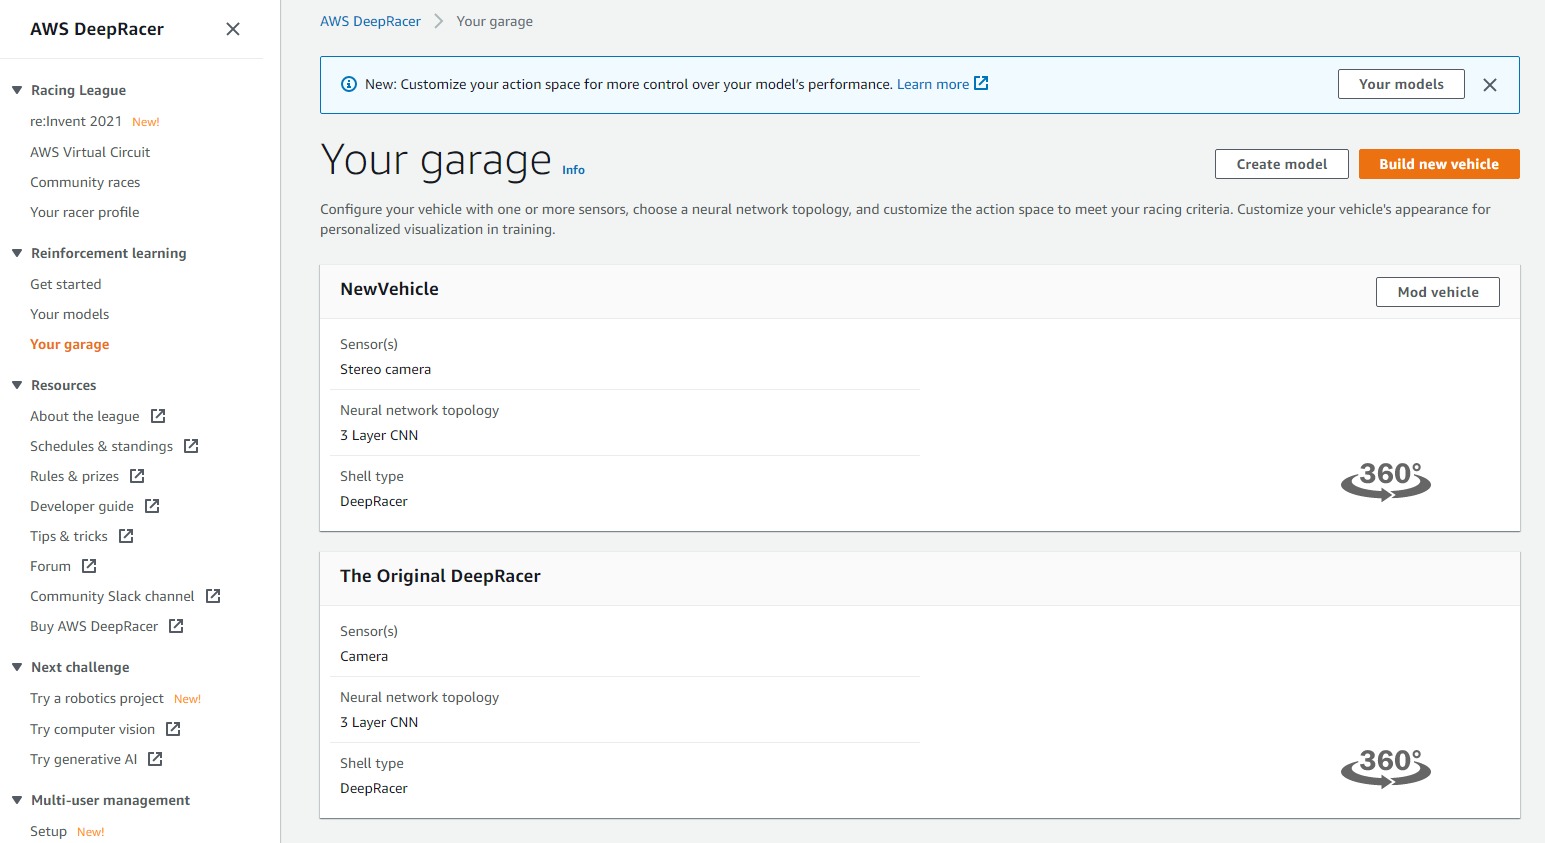 AWS DeepRacer
Racing League
re:Invent 2021 New!
AWS Virtual Circuit
Community races
Your racer profile
Reinforcement learning
Get started
Your models
Your garage
Resources
About the league
Schedules & standings
Rules & prizes
Developer guide
Tips & tricks
Forum
Community Slack channel
Buy AWS DeepRacer
Next challenge
Try a robotics project New!
Try computer vision
Try generative AI
Multi-user management
Setup New!
AWS DeepRacer Your garage
New: Customize your action space for more control over your model's performance. Learn more
Your models
Your garage Info
Create model
Build new vehicle
Configure your vehicle with one or more sensors, choose a neural network topology, and customize the action space to meet your racing criteria. Customize your vehicle's appearance for
personalized visualization in training.
NewVehicle
Mod vehicle
Sensor(s)
Stereo camera
Neural network topology
3 Layer CNN
Shell type
DeepRacer
360°
The Original DeepRacer
Sensor(s)
Camera
Neural network topology
3 Layer CNN
Shell type
DeepRacer
360°